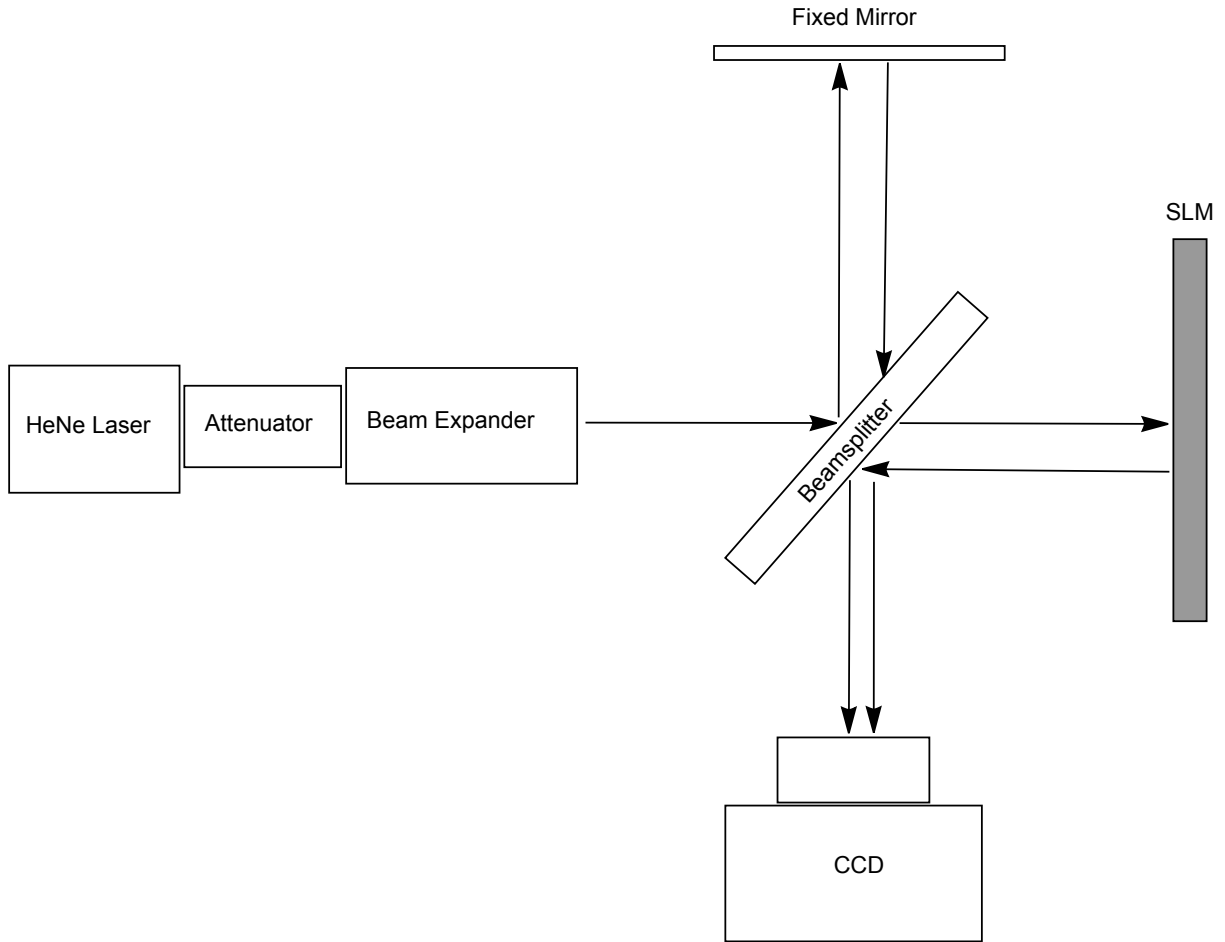 Fixed Mirror
SLM
HeNe Laser
Attenuator
Beam Expander
Beamsplitter
CCD